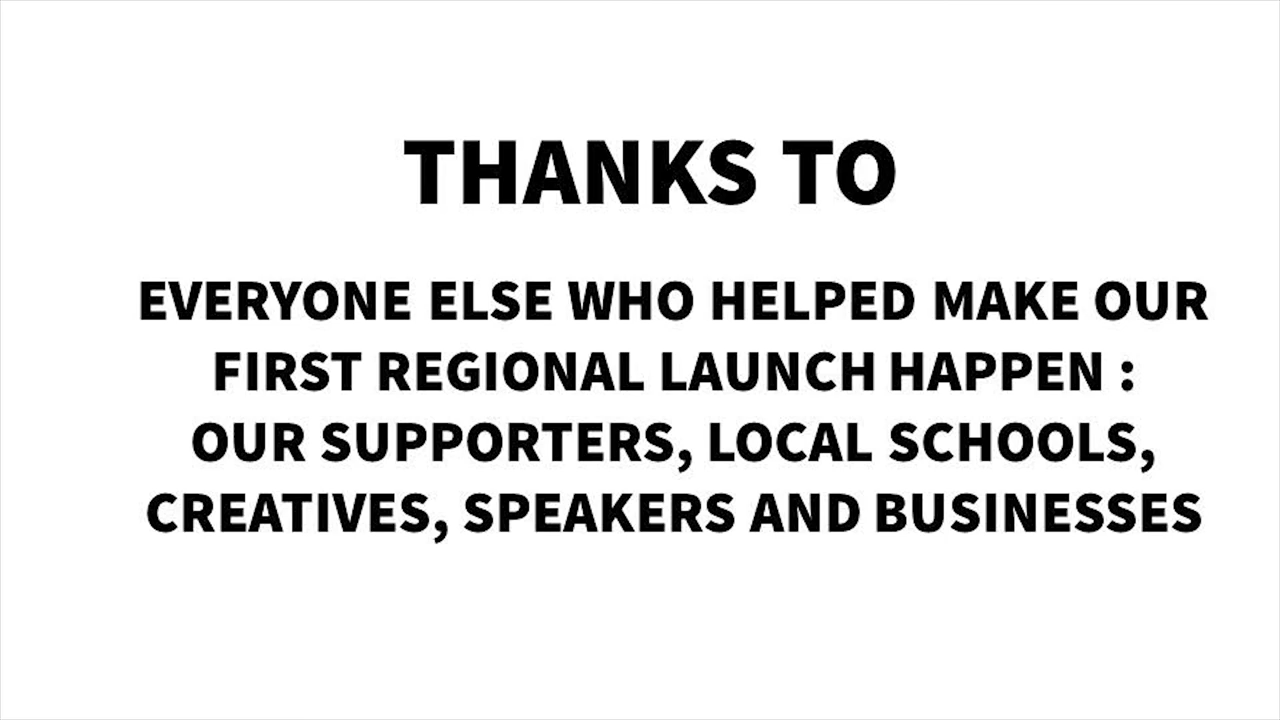 THANKS TO
EVERYONE ELSE WHO HELPED MAKE OUR
FIRST REGIONAL LAUNCH HAPPEN :
OUR SUPPORTERS, LOCAL SCHOOLS,
CREATIVES, SPEAKERS AND BUSINESSES